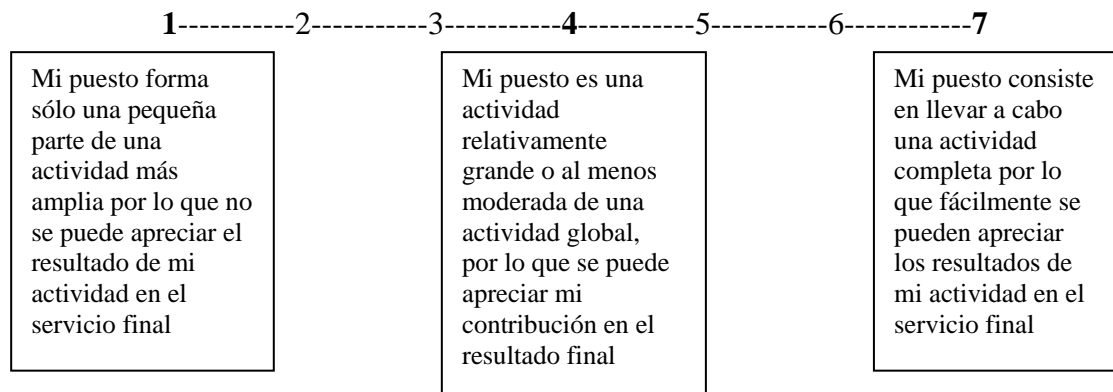 1-----------2-----------3-----------4-----------5-----------6-----------7
Mi puesto forma
sólo una pequeña
parte de una
actividad más
amplia por lo que no
se puede apreciar el
resultado de mi
actividad en el
servicio final
Mi puesto es una
actividad
relativamente
grande o al menos
moderada de una
actividad global,
por lo que se puede
apreciar mi
contribución en el
resultado final
Mi puesto consiste
en llevar a cabo
una actividad
completa por lo
que fácilmente se
pueden apreciar
los resultados de
mi actividad en el
servicio final